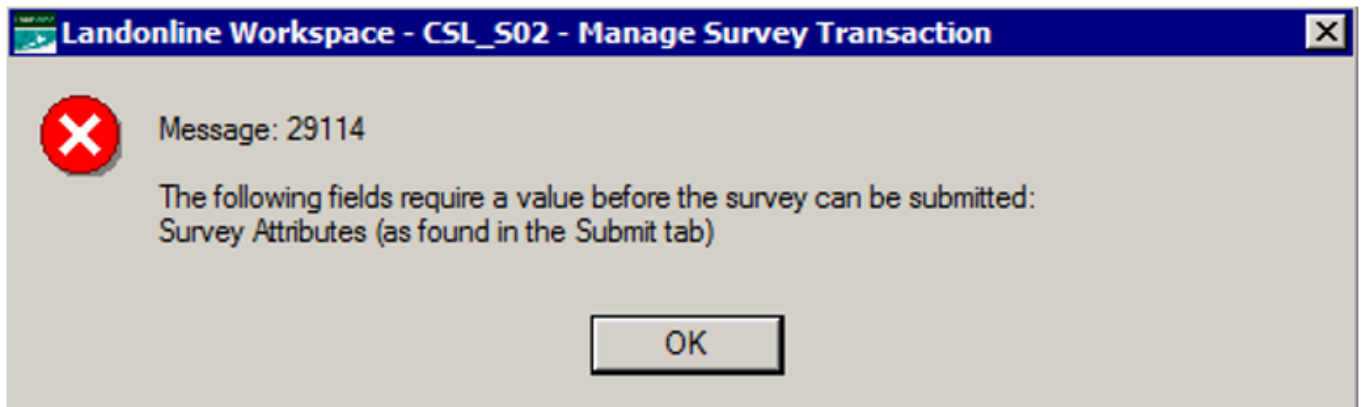 Landonline Workspace - CSL_S02 - Manage Survey Transaction
Message: 29114
The following fields require a value before the survey can be submitted:
Survey Attributes (as found in the Submit tab)
OK